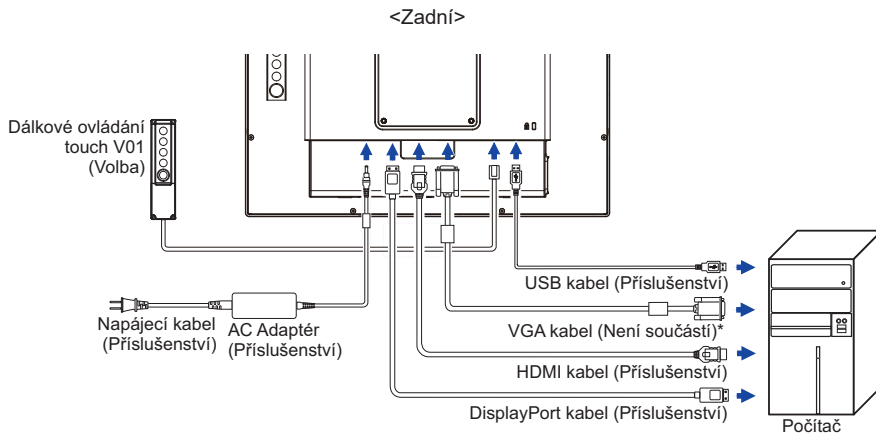 <Zadní>
Dálkové ovládání
touch V01
(Volba)
Napájecí kabel
(Příslušenství)
AC Adaptér
(Příslušenství)
USB kabel (Příslušenství)
VGA kabel (Není součástí)*
HDMI kabel (Příslušenství)
DisplayPort kabel (Příslušenství)
Počítač